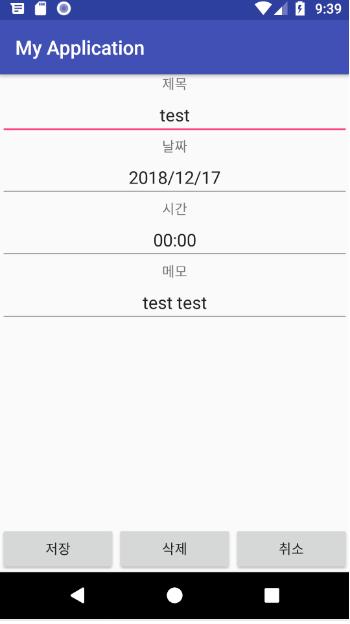 9:39
My Application
제목
test
날짜
2018/12/17
시간
00:00
메모
test test
저장 삭제 취소